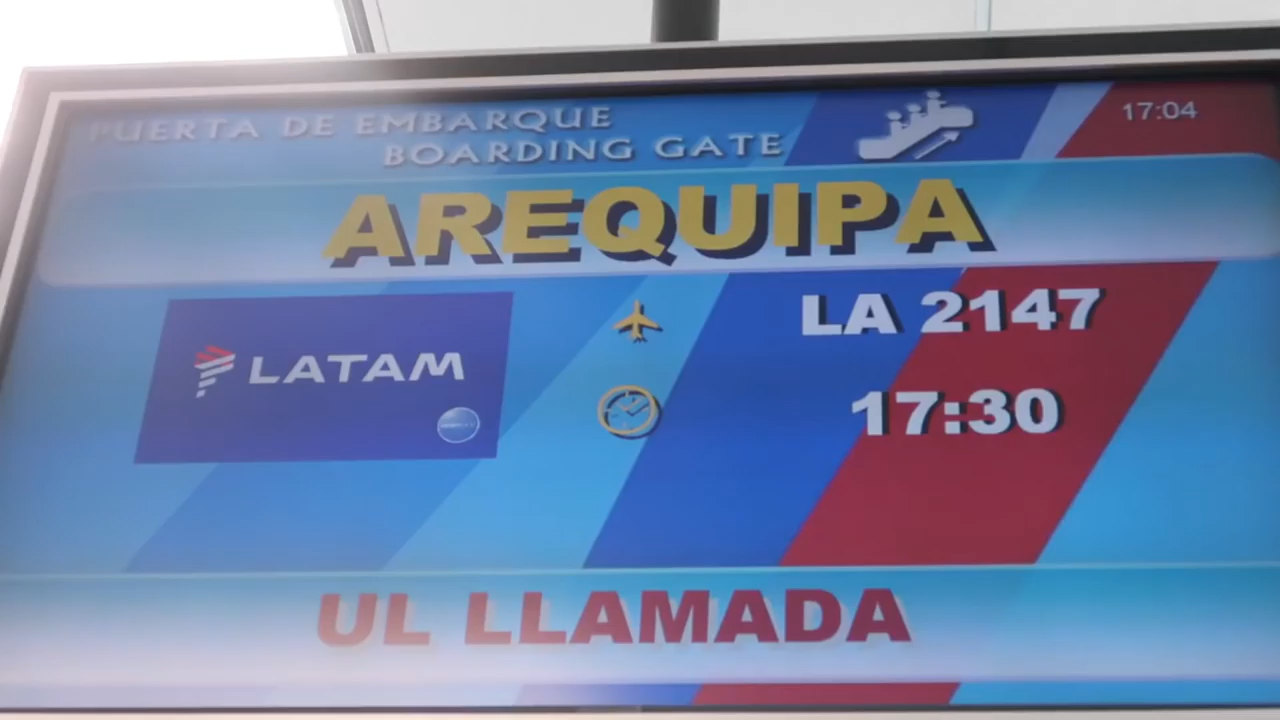 PUERTA DE EMBARQUE
BOARDING GATE
17:04
AREQUIPA
LATAM
LA 2147
17:30
UL LLAMADA